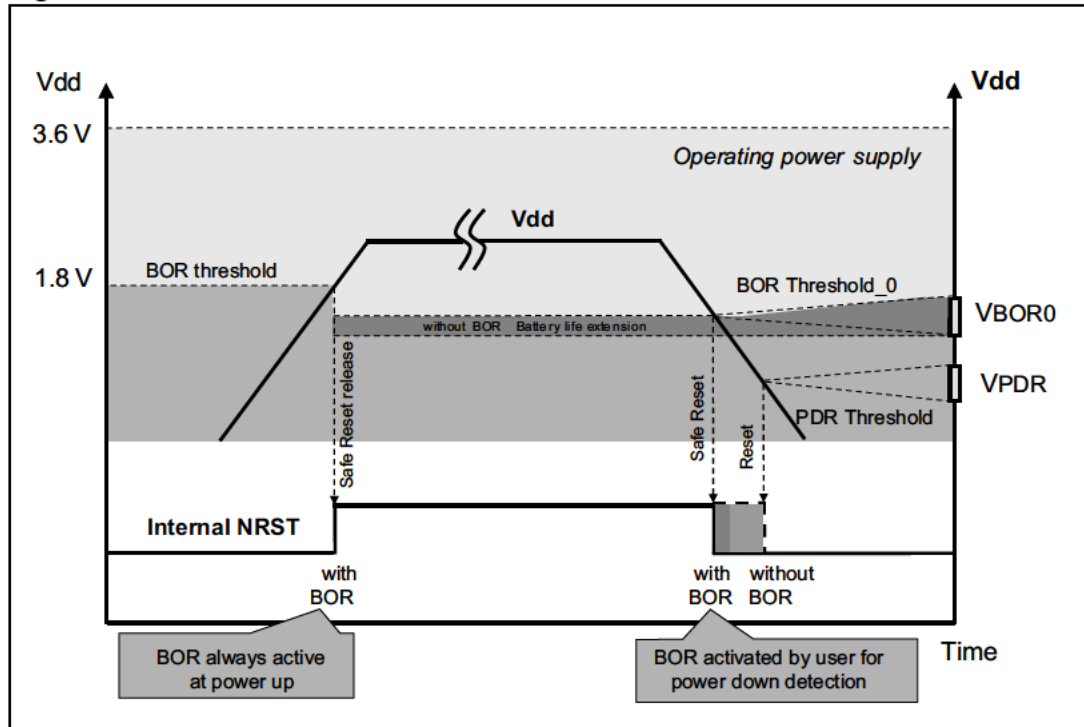 Vdd
Vdd
3.6 V
Operating power supply
Vdd
1.8 V
BOR threshold
BOR Threshold_0
VBOR0
without BOR Battery life extension
VPDR
PDR Threshold
Safe Reset release
Safe Reset
Reset
Internal NRST
with
BOR
with
BOR
without
BOR
BOR always active
at power up
BOR activated by user for
power down detection
Time